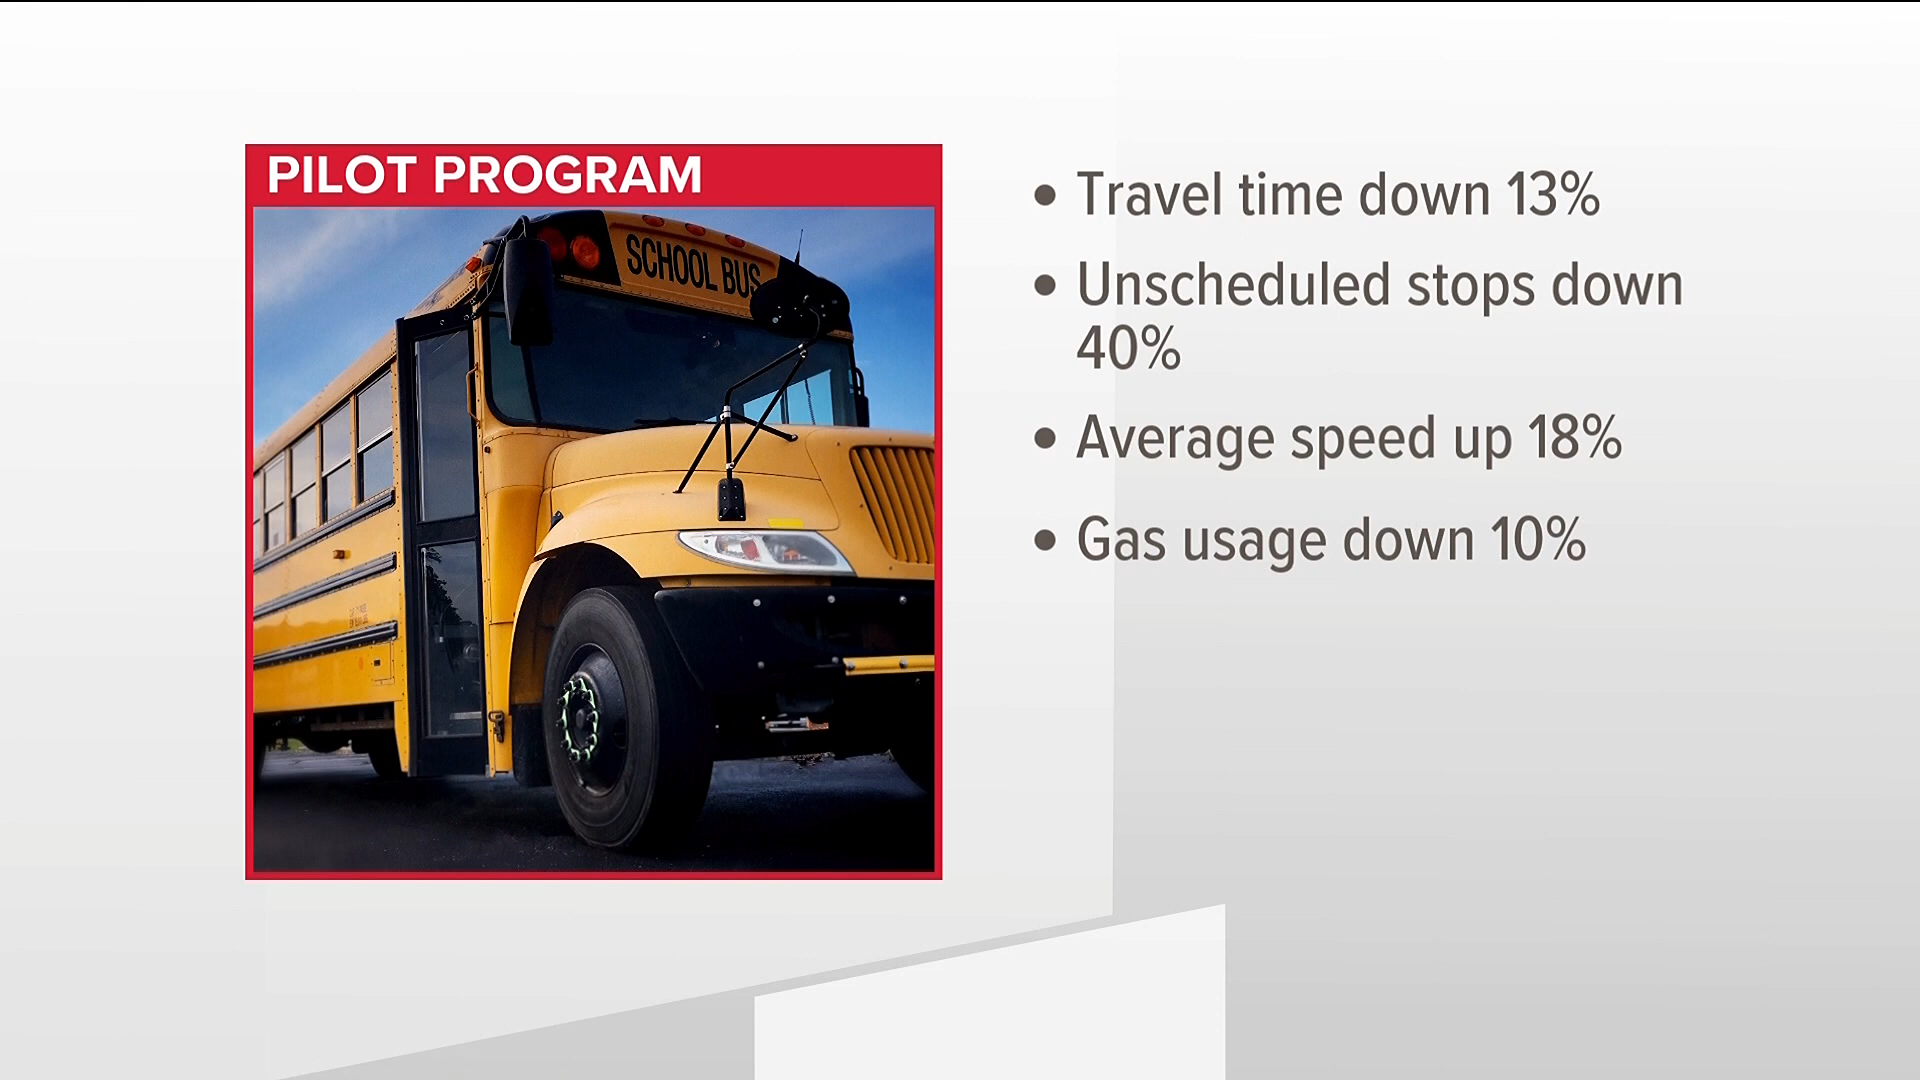 PILOT PROGRAM
SCHOOL BUS
• Travel time down 13%
• Unscheduled stops down
40%
• Average speed up 18%
• Gas usage down 10%